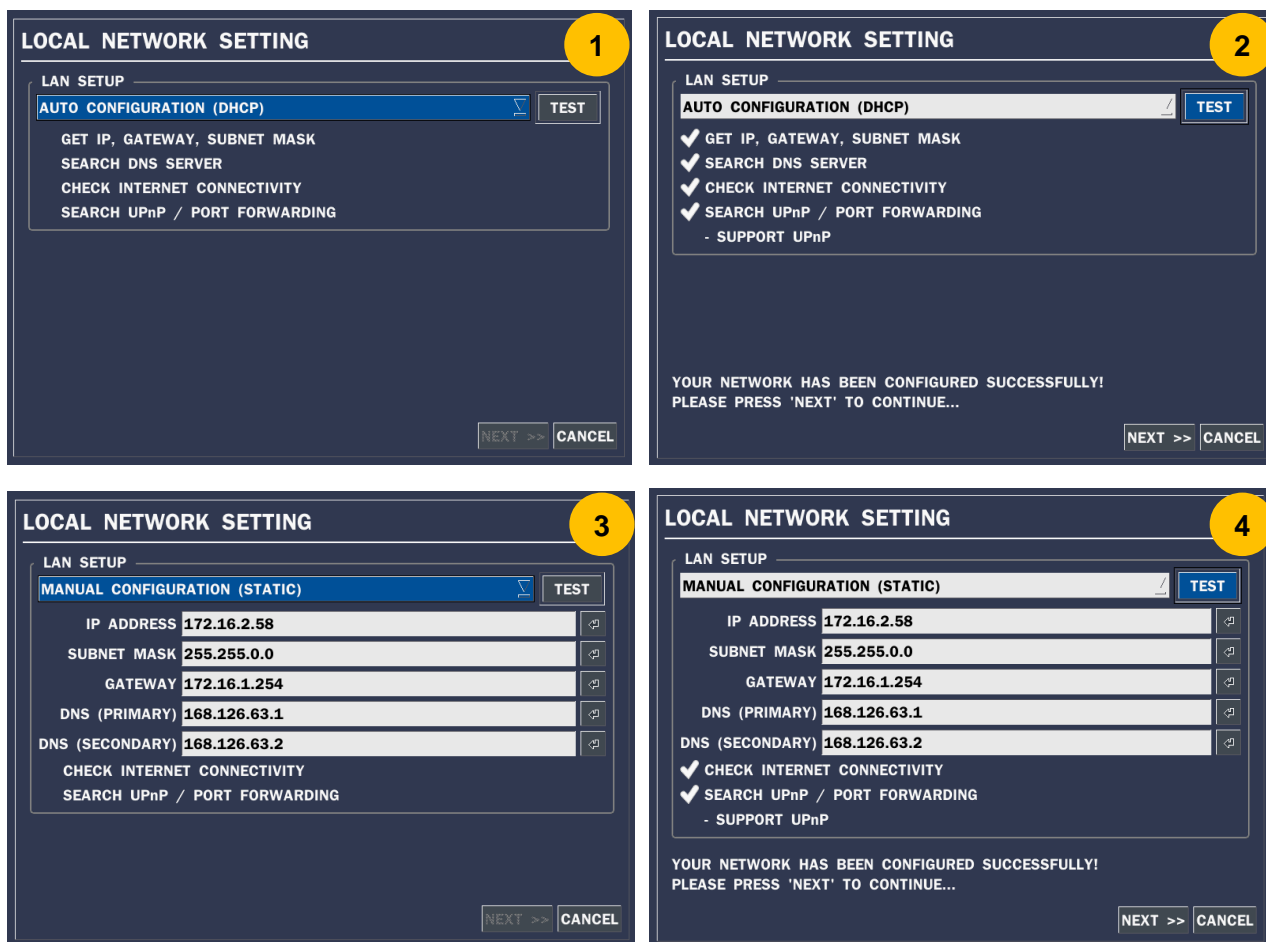 LOCAL NETWORK SETTING
1
LAN SETUP
AUTO CONFIGURATION (DHCP)
TEST
GET IP, GATEWAY, SUBNET MASK
SEARCH DNS SERVER
CHECK INTERNET CONNECTIVITY
SEARCH UPnP / PORT FORWARDING
NEXT >> CANCEL
LOCAL NETWORK SETTING
2
LAN SETUP
AUTO CONFIGURATION (DHCP)
TEST
GET IP, GATEWAY, SUBNET MASK
SEARCH DNS SERVER
CHECK INTERNET CONNECTIVITY
SEARCH UPnP / PORT FORWARDING
- SUPPORT UPnP
YOUR NETWORK HAS BEEN CONFIGURED SUCCESSFULLY!
PLEASE PRESS 'NEXT' TO CONTINUE...
NEXT >> CANCEL
LOCAL NETWORK SETTING
3
LAN SETUP
MANUAL CONFIGURATION (STATIC)
TEST
IP ADDRESS 172.16.2.58
SUBNET MASK 255.255.0.0
GATEWAY 172.16.1.254
DNS (PRIMARY) 168.126.63.1
DNS (SECONDARY) 168.126.63.2
CHECK INTERNET CONNECTIVITY
SEARCH UPnP / PORT FORWARDING
NEXT >> CANCEL
LOCAL NETWORK SETTING
4
LAN SETUP
MANUAL CONFIGURATION (STATIC)
TEST
IP ADDRESS 172.16.2.58
SUBNET MASK 255.255.0.0
GATEWAY 172.16.1.254
DNS (PRIMARY) 168.126.63.1
DNS (SECONDARY) 168.126.63.2
CHECK INTERNET CONNECTIVITY
SEARCH UPnP / PORT FORWARDING
- SUPPORT UPnP
YOUR NETWORK HAS BEEN CONFIGURED SUCCESSFULLY!
PLEASE PRESS 'NEXT' TO CONTINUE...
NEXT >> CANCEL